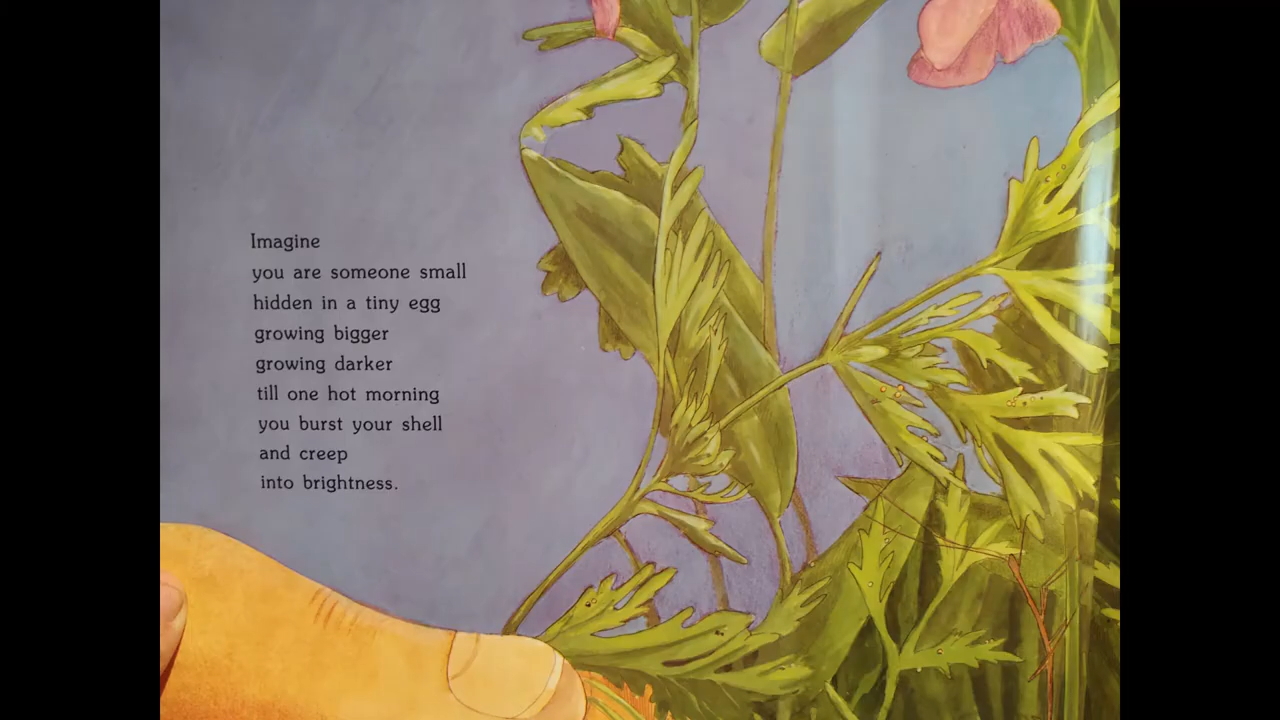 Imagine
you are someone small
hidden in a tiny egg
growing bigger
growing darker
till one hot morning
you burst your shell
and creep
into brightness.